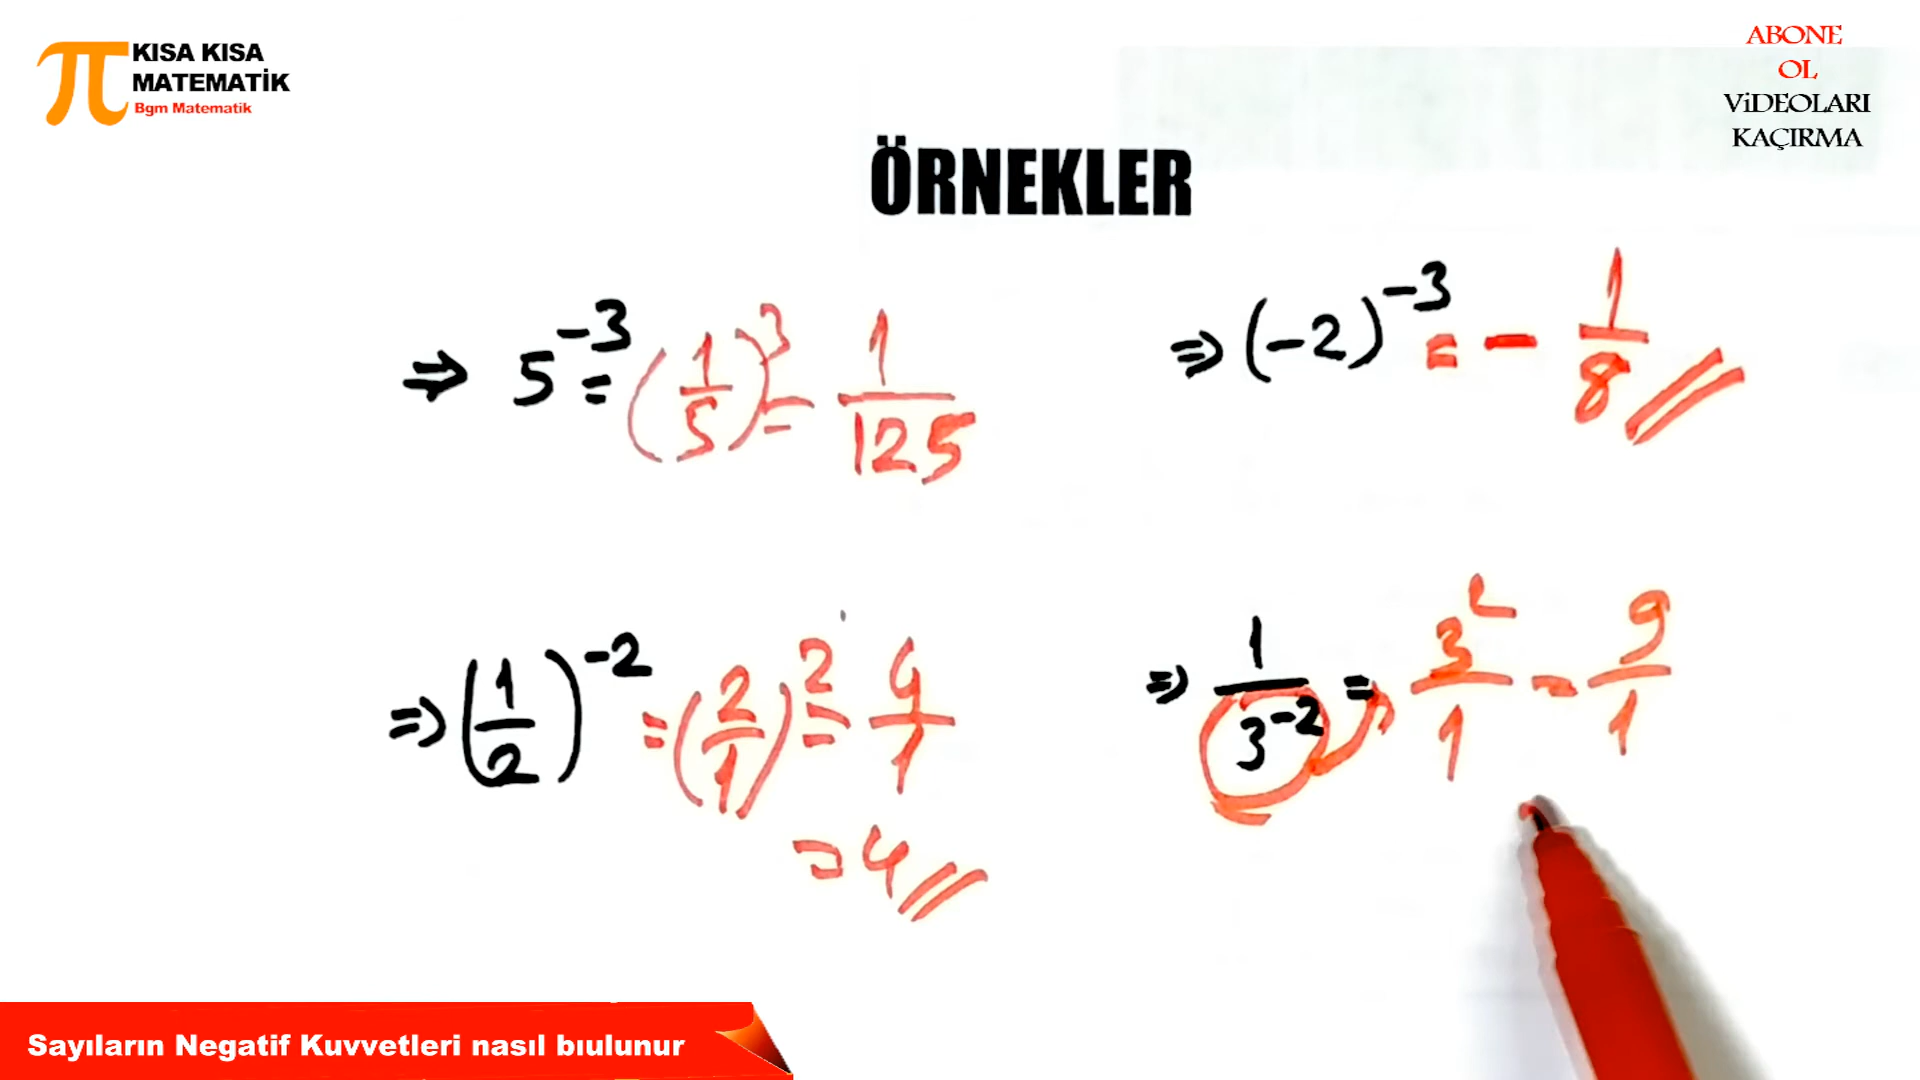 KISA KISA
MATEMATİK
Bgm Matematik
ABONE
OL
ViDEOLARI
KAÇIRMA
ÖRNEKLER
⇒ 5^-3 = (1/5)^3 = 1/125
⇒ (-2)^-3 = - 1/8 //
⇒ (1/2)^-2 = (2/1)^2 = 4/1
= 4 //
⇒ 1/3^-2 = 3^2/1 = 9/1
Sayıların Negatif Kuvvetleri nasıl bıulunur